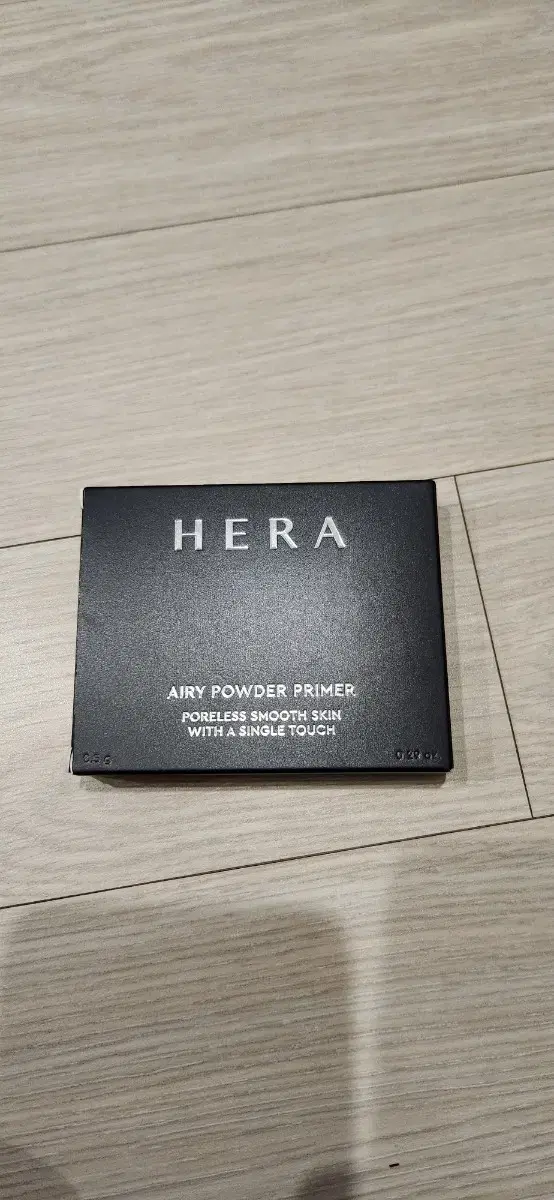 HERA
AIRY POWDER PRIMER
PORELESS SMOOTH SKIN
WITH A SINGLE TOUCH